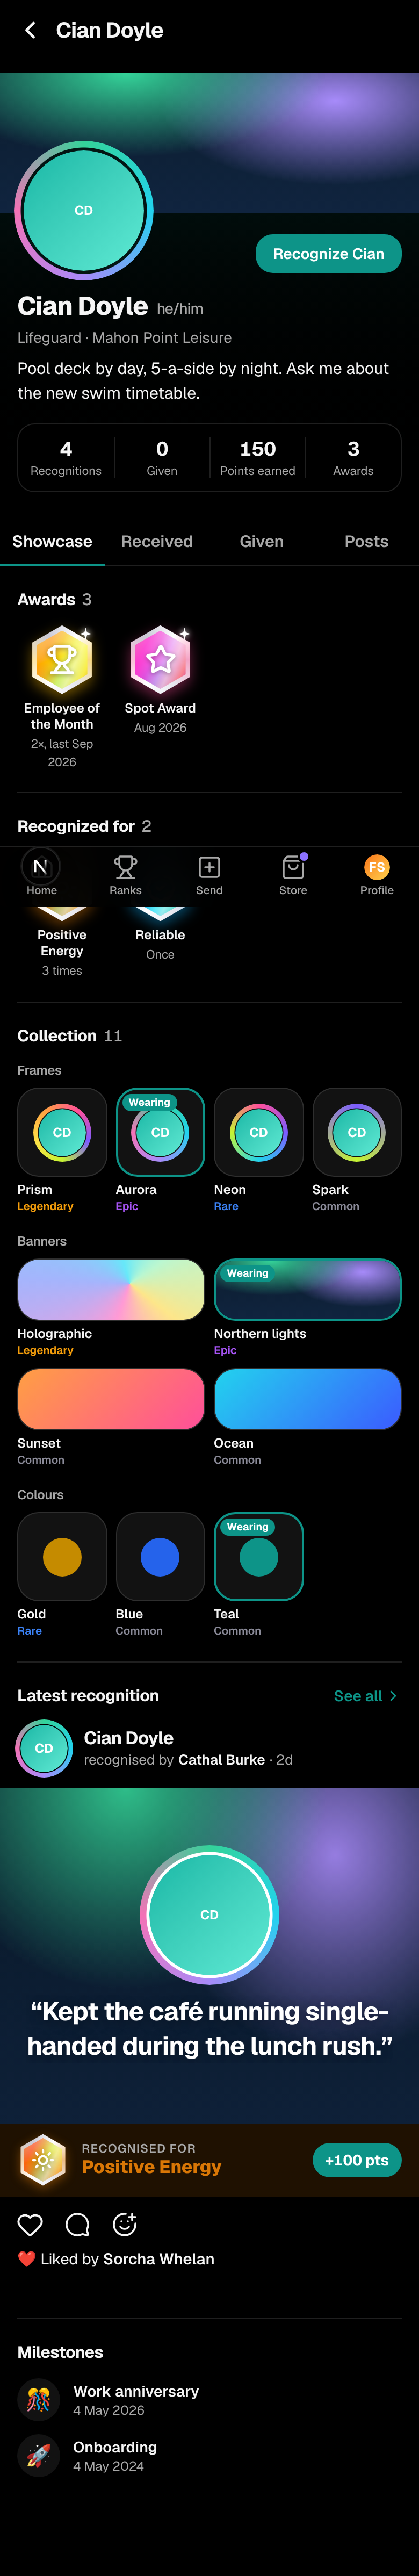 Cian Doyle
CD
Recognize Cian
Cian Doyle he/him
Lifeguard · Mahon Point Leisure
Pool deck by day, 5-a-side by night. Ask me about
the new swim timetable.
4 0 150 3
Recognitions Given Points earned Awards
Showcase Received Given Posts
Awards 3
Employee of
the Month
2×, last Sep
2026
Spot Award
Aug 2026
Recognized for 2
N
FS
Home Ranks Send Store Profile
Positive
Energy
3 times
Reliable
Once
Collection 11
Frames
Wearing
CD CD CD CD
Prism Aurora Neon Spark
Legendary Epic Rare Common
Banners
Wearing
Holographic Northern lights
Legendary Epic
Sunset Ocean
Common Common
Colours
Wearing
Gold Blue Teal
Rare Common Common
Latest recognition See all
CD
Cian Doyle
recognised by Cathal Burke · 2d
CD
“Kept the café running single-
handed during the lunch rush.”
RECOGNISED FOR
Positive Energy
+100 pts
Liked by Sorcha Whelan
Milestones
Work anniversary
4 May 2026
Onboarding
4 May 2024